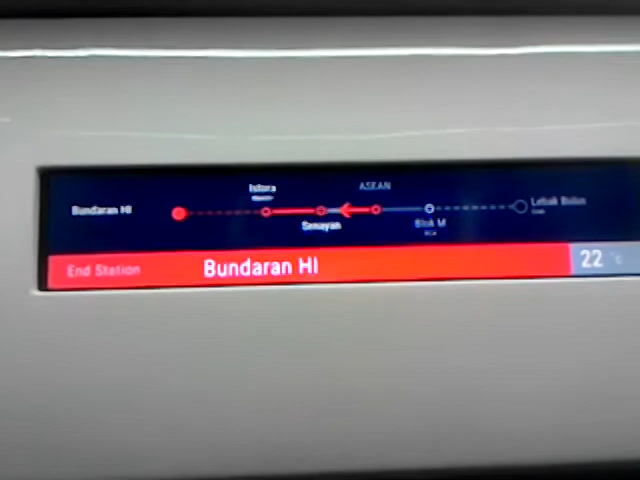 Istora
ASEAN
Bundaran HI
Senayan
Blok M
Lebak Bulus
End Station
Bundaran HI
22 °C